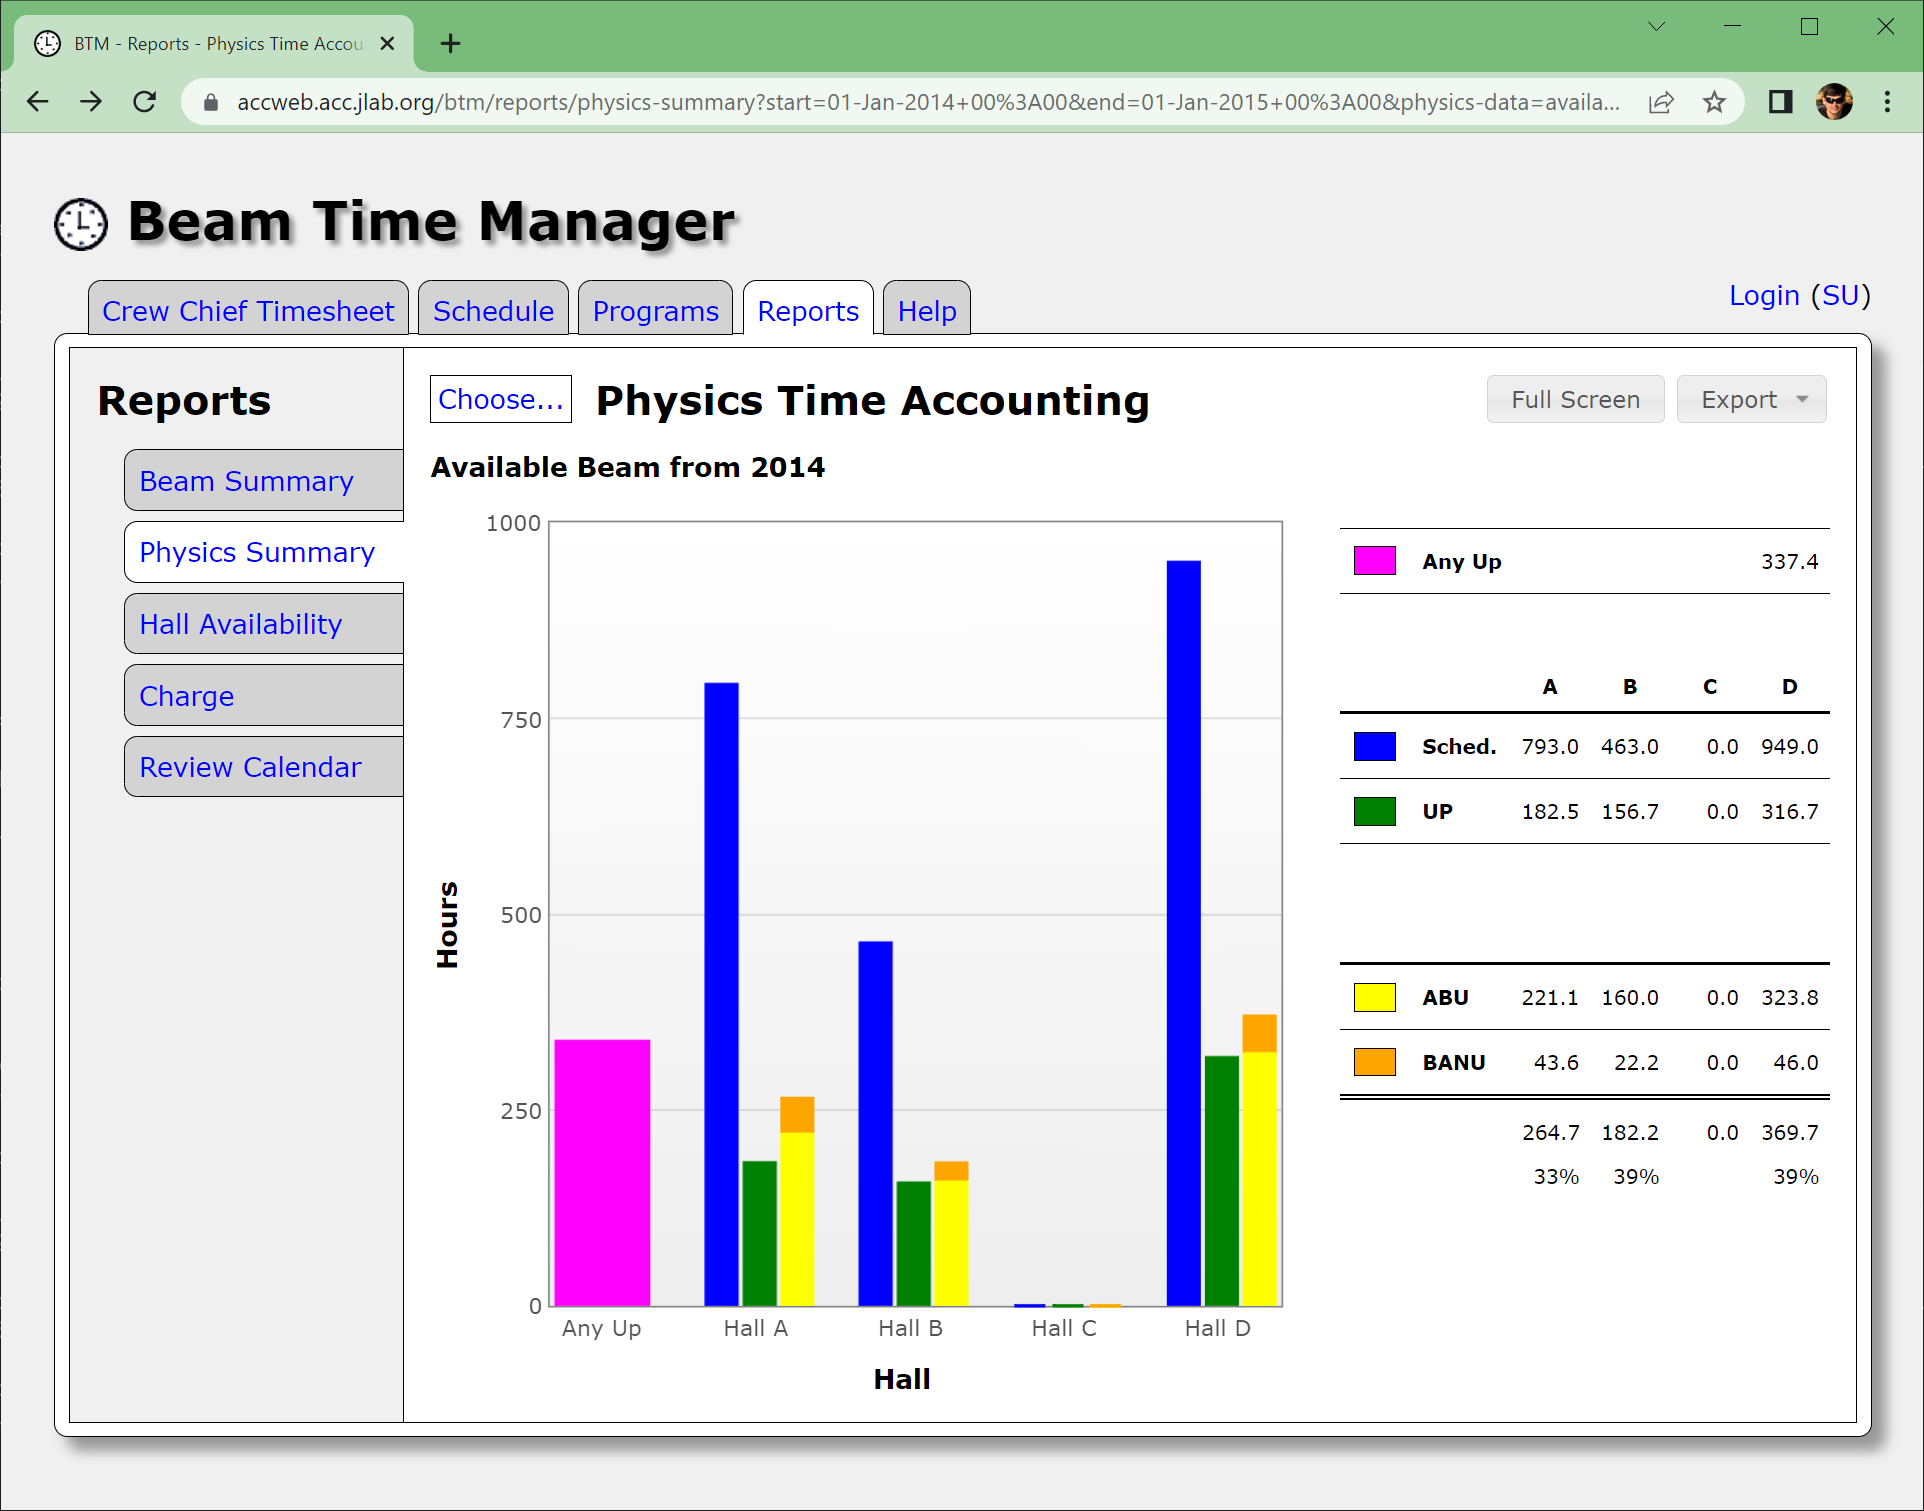 BTM - Reports - Physics Time Accou
accweb.acc.jlab.org/btm/reports/physics-summary?start=01-Jan-2014+00%3A00&end=01-Jan-2015+00%3A00&physics-data=availa...
Beam Time Manager
Login (SU)
Crew Chief Timesheet Schedule Programs Reports Help
Reports
Beam Summary
Physics Summary
Hall Availability
Charge
Review Calendar
Choose... Physics Time Accounting Full Screen Export
Available Beam from 2014
1000
750
500
250
0
Hours
Any Up Hall A Hall B Hall C Hall D
Hall
Any Up 337.4
A B C D
Sched. 793.0 463.0 0.0 949.0
UP 182.5 156.7 0.0 316.7
ABU 221.1 160.0 0.0 323.8
BANU 43.6 22.2 0.0 46.0
264.7 182.2 0.0 369.7
33% 39% 39%